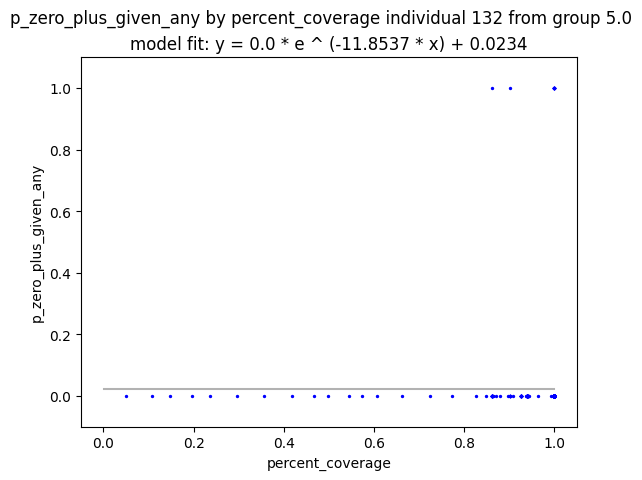 p_zero_plus_given_any by percent_coverage individual 132 from group 5.0
model fit: y = 0.0 * e ^ (-11.8537 * x) + 0.0234
p_zero_plus_given_any
1.0
0.8
0.6
0.4
0.2
0.0
0.0 0.2 0.4 0.6 0.8 1.0
percent_coverage